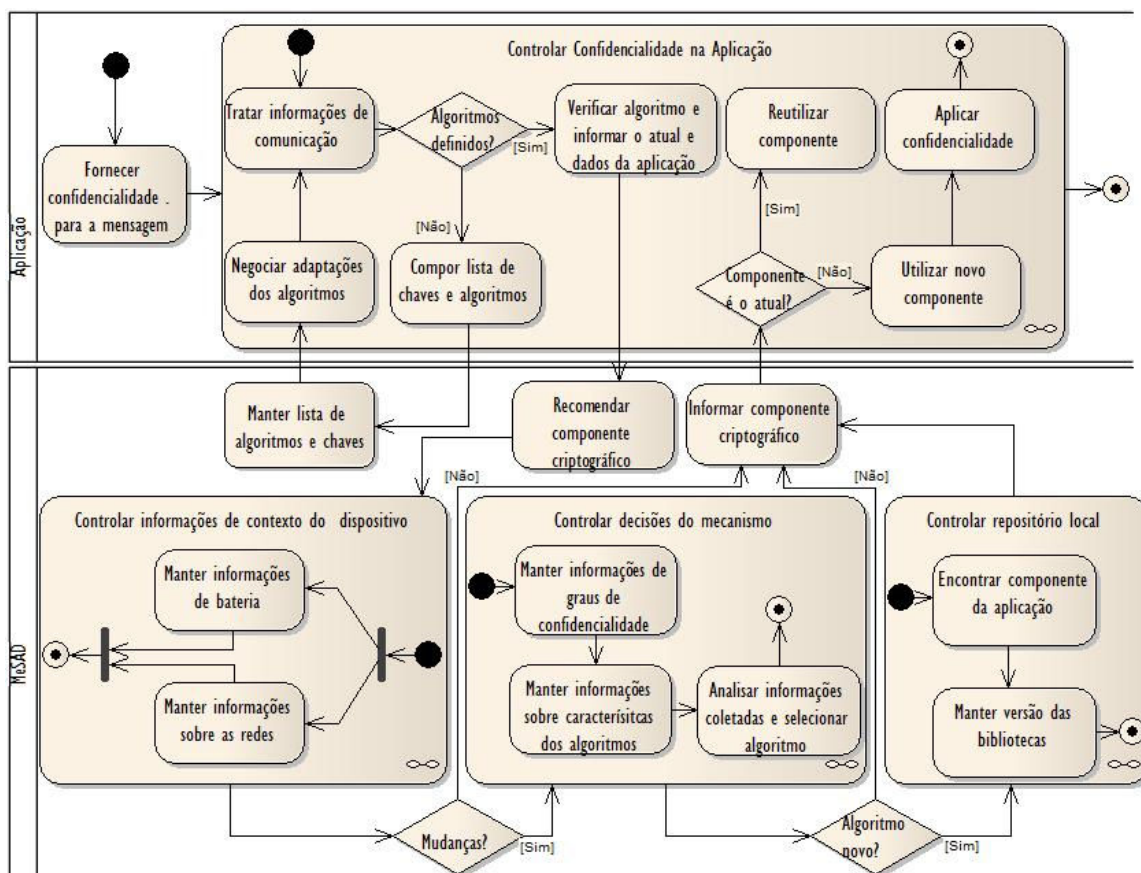 Aplicação
Controlar Confidencialidade na Aplicação
Fornecer
confidencialidade .
para a mensagem
Tratar informações de
comunicação
Algoritmos
definidos?
[Sim]
[Não]
Verificar algoritmo e
informar o atual e
dados da aplicação
Reutilizar
componente
Aplicar
confidencialidade
[Sim]
Negociar adaptações
dos algoritmos
Compor lista de
chaves e algoritmos
Componente
é o atual?
[Não]
Utilizar novo
componente
MeSAD
Manter lista de
algoritmos e chaves
Recomendar
componente
criptográfico
Informar componente
criptográfico
[Não]
[Não]
Controlar informações de contexto do dispositivo
Manter informações
de bateria
Manter informações
sobre as redes
Controlar decisões do mecanismo
Manter informações de
graus de
confidencialidade
Manter informações
sobre caracterísitcas
dos algoritmos
Analisar informações
coletadas e selecionar
algoritmo
Controlar repositório local
Encontrar componente
da aplicação
Manter versão das
bibliotecas
Mudanças?
[Sim]
Algoritmo
novo?
[Sim]